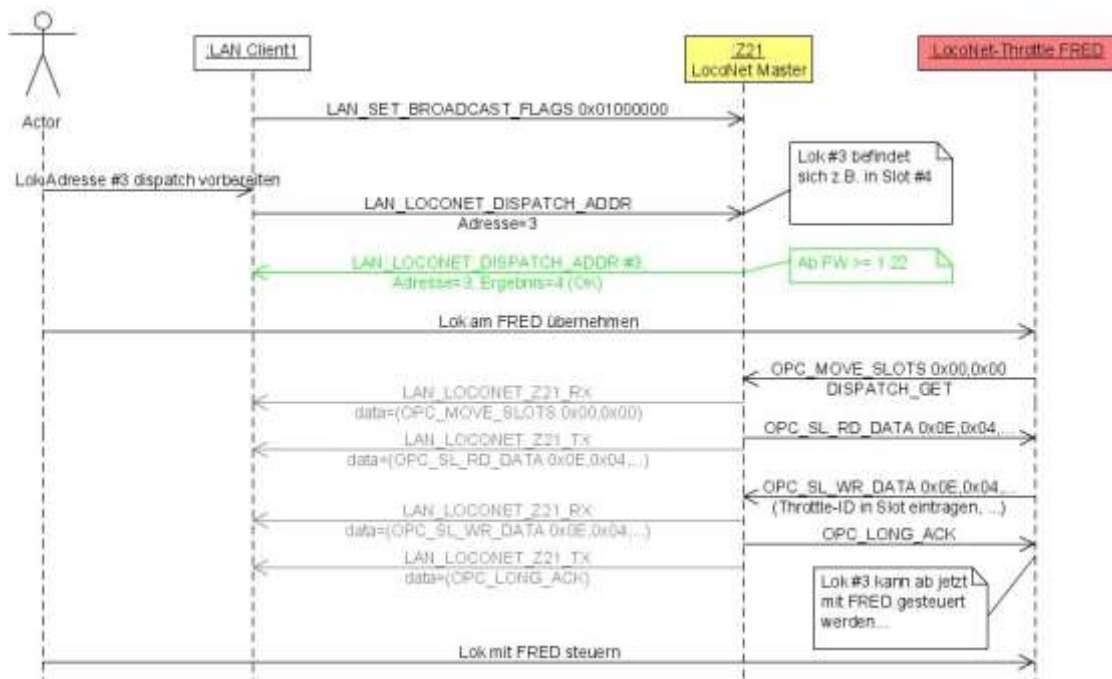 :LAN Client1
:Z21
LocoNet Master
:LocoNet-Throttle FRED
Actor
LAN_SET_BROADCAST_FLAGS 0x01000000
Lok #3 befindet
sich z.B. in Slot #4
LokAdresse #3 dispatch vorbereiten
LAN_LOCONET_DISPATCH_ADDR
Adresse=3
LAN_LOCONET_DISPATCH_ADDR #3,
Adresse=3, Ergebnis=4 (OK)
Ab FW >= 1.22
Lok am FRED übernehmen
OPC_MOVE_SLOTS 0x00,0x00
DISPATCH_GET
LAN_LOCONET_Z21_RX
data=(OPC_MOVE_SLOTS 0x00,0x00)
OPC_SL_RD_DATA 0x0E,0x04,...
LAN_LOCONET_Z21_TX
data=(OPC_SL_RD_DATA 0x0E,0x04,...)
OPC_SL_WR_DATA 0x0E,0x04,...
(Throttle-ID in Slot eintragen, ...)
LAN_LOCONET_Z21_RX
data=(OPC_SL_WR_DATA 0x0E,0x04,...)
OPC_LONG_ACK
LAN_LOCONET_Z21_TX
data=(OPC_LONG_ACK)
Lok #3 kann ab jetzt
mit FRED gesteuert
werden...
Lok mit FRED steuern